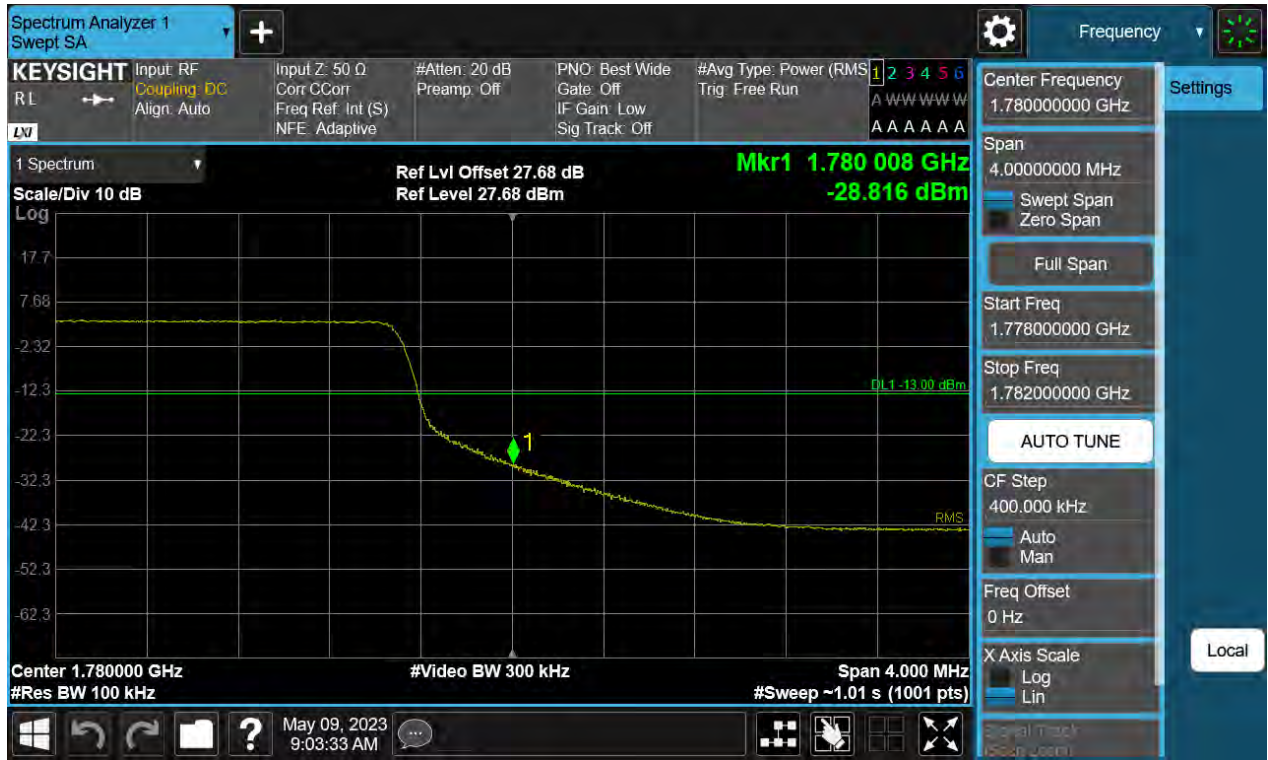 Spectrum Analyzer 1
Swept SA
+
Frequency
KEYSIGHT
RL
LXI
Input: RF
Coupling: DC
Align: Auto
Input Z: 50 Ω
Corr CCorr
Freq Ref: Int (S)
NFE: Adaptive
#Atten: 20 dB
Preamp: Off
PNO: Best Wide
Gate: Off
IF Gain: Low
Sig Track: Off
#Avg Type: Power (RMS
Trig: Free Run
1 2 3 4 5 6
A W W W W W
A A A A A A
1 Spectrum
Scale/Div 10 dB
Log
Ref Lvl Offset 27.68 dB
Ref Level 27.68 dBm
Mkr1 1.780 008 GHz
-28.816 dBm
17.7
7.68
-2.32
-12.3
-22.3
-32.3
-42.3
-52.3
-62.3
DL1 -13.00 dBm
1
RMS
Center 1.780000 GHz
#Res BW 100 kHz
#Video BW 300 kHz
Span 4.000 MHz
#Sweep ~1.01 s (1001 pts)
Center Frequency
1.780000000 GHz
Settings
Span
4.00000000 MHz
Swept Span
Zero Span
Full Span
Start Freq
1.778000000 GHz
Stop Freq
1.782000000 GHz
AUTO TUNE
CF Step
400.000 kHz
Auto
Man
Freq Offset
0 Hz
X Axis Scale
Log
Lin
Local
Signal Track
(Span Zoom)
?
May 09, 2023
9:03:33 AM